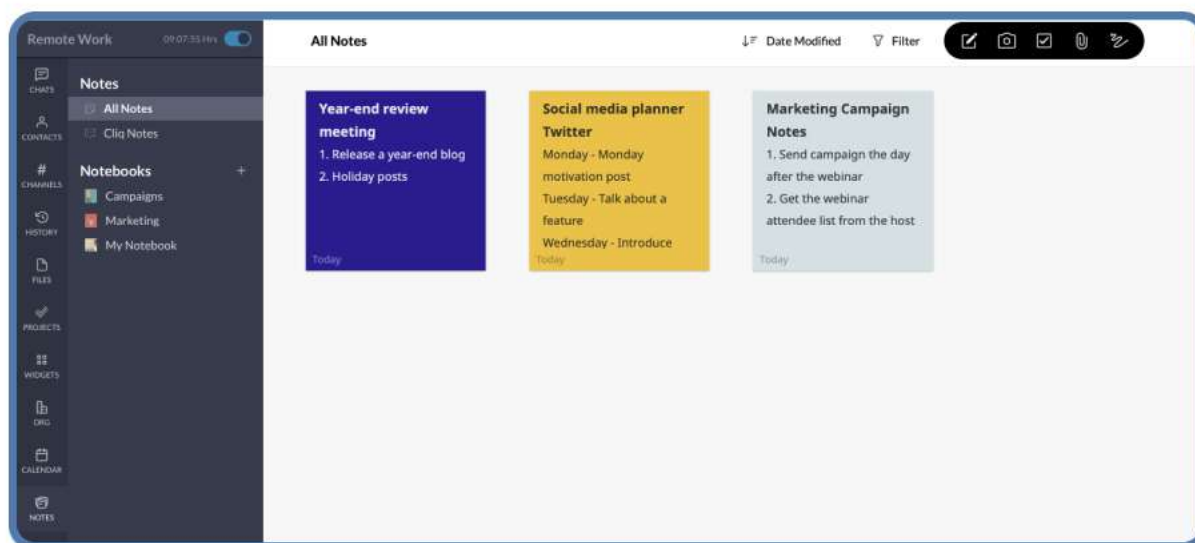 Remote Work 09:07:55 Hrs
CHATS
CONTACTS
CHANNELS
HISTORY
FILES
PROJECTS
WIDGETS
ORG
CALENDAR
NOTES
Notes
All Notes
Cliq Notes
Notebooks +
Campaigns
Marketing
My Notebook
All Notes
Date Modified
Filter
Year-end review
meeting
1. Release a year-end blog
2. Holiday posts
Today
Social media planner
Twitter
Monday - Monday
motivation post
Tuesday - Talk about a
feature
Wednesday - Introduce
Today
Marketing Campaign
Notes
1. Send campaign the day
after the webinar
2. Get the webinar
attendee list from the host
Today